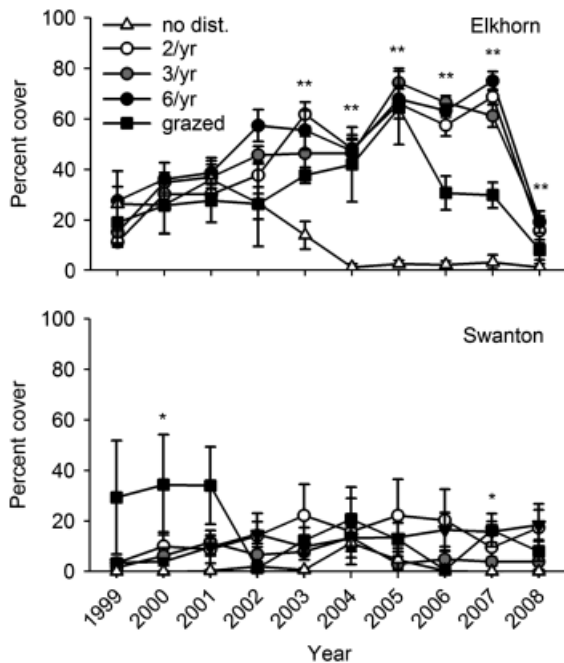 no dist.
2/yr
3/yr
6/yr
grazed
Elkhorn
** ** ** ** ** **
Percent cover
100
80
60
40
20
0
Swanton
* *
Percent cover
100
80
60
40
20
0
1999 2000 2001 2002 2003 2004 2005 2006 2007 2008
Year